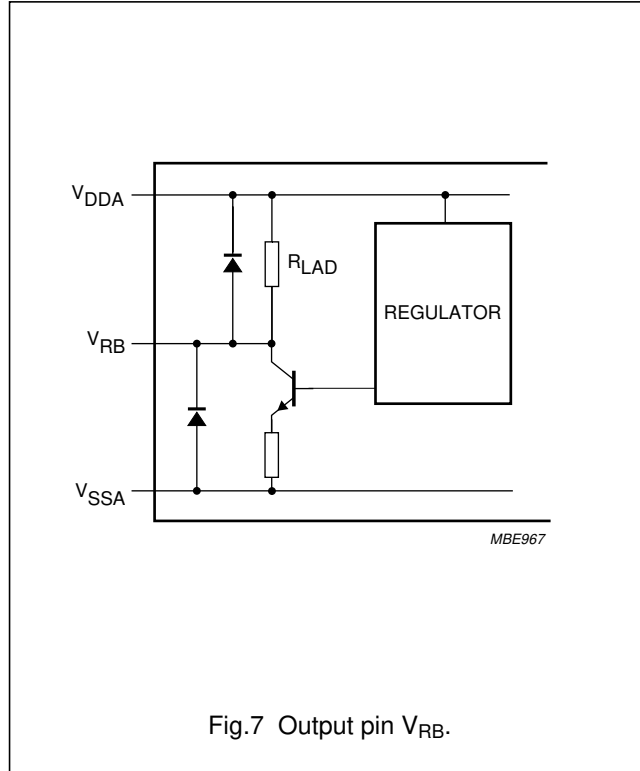 V_DDA
R_LAD
REGULATOR
V_RB
V_SSA
MBE967
Fig.7 Output pin V_RB.